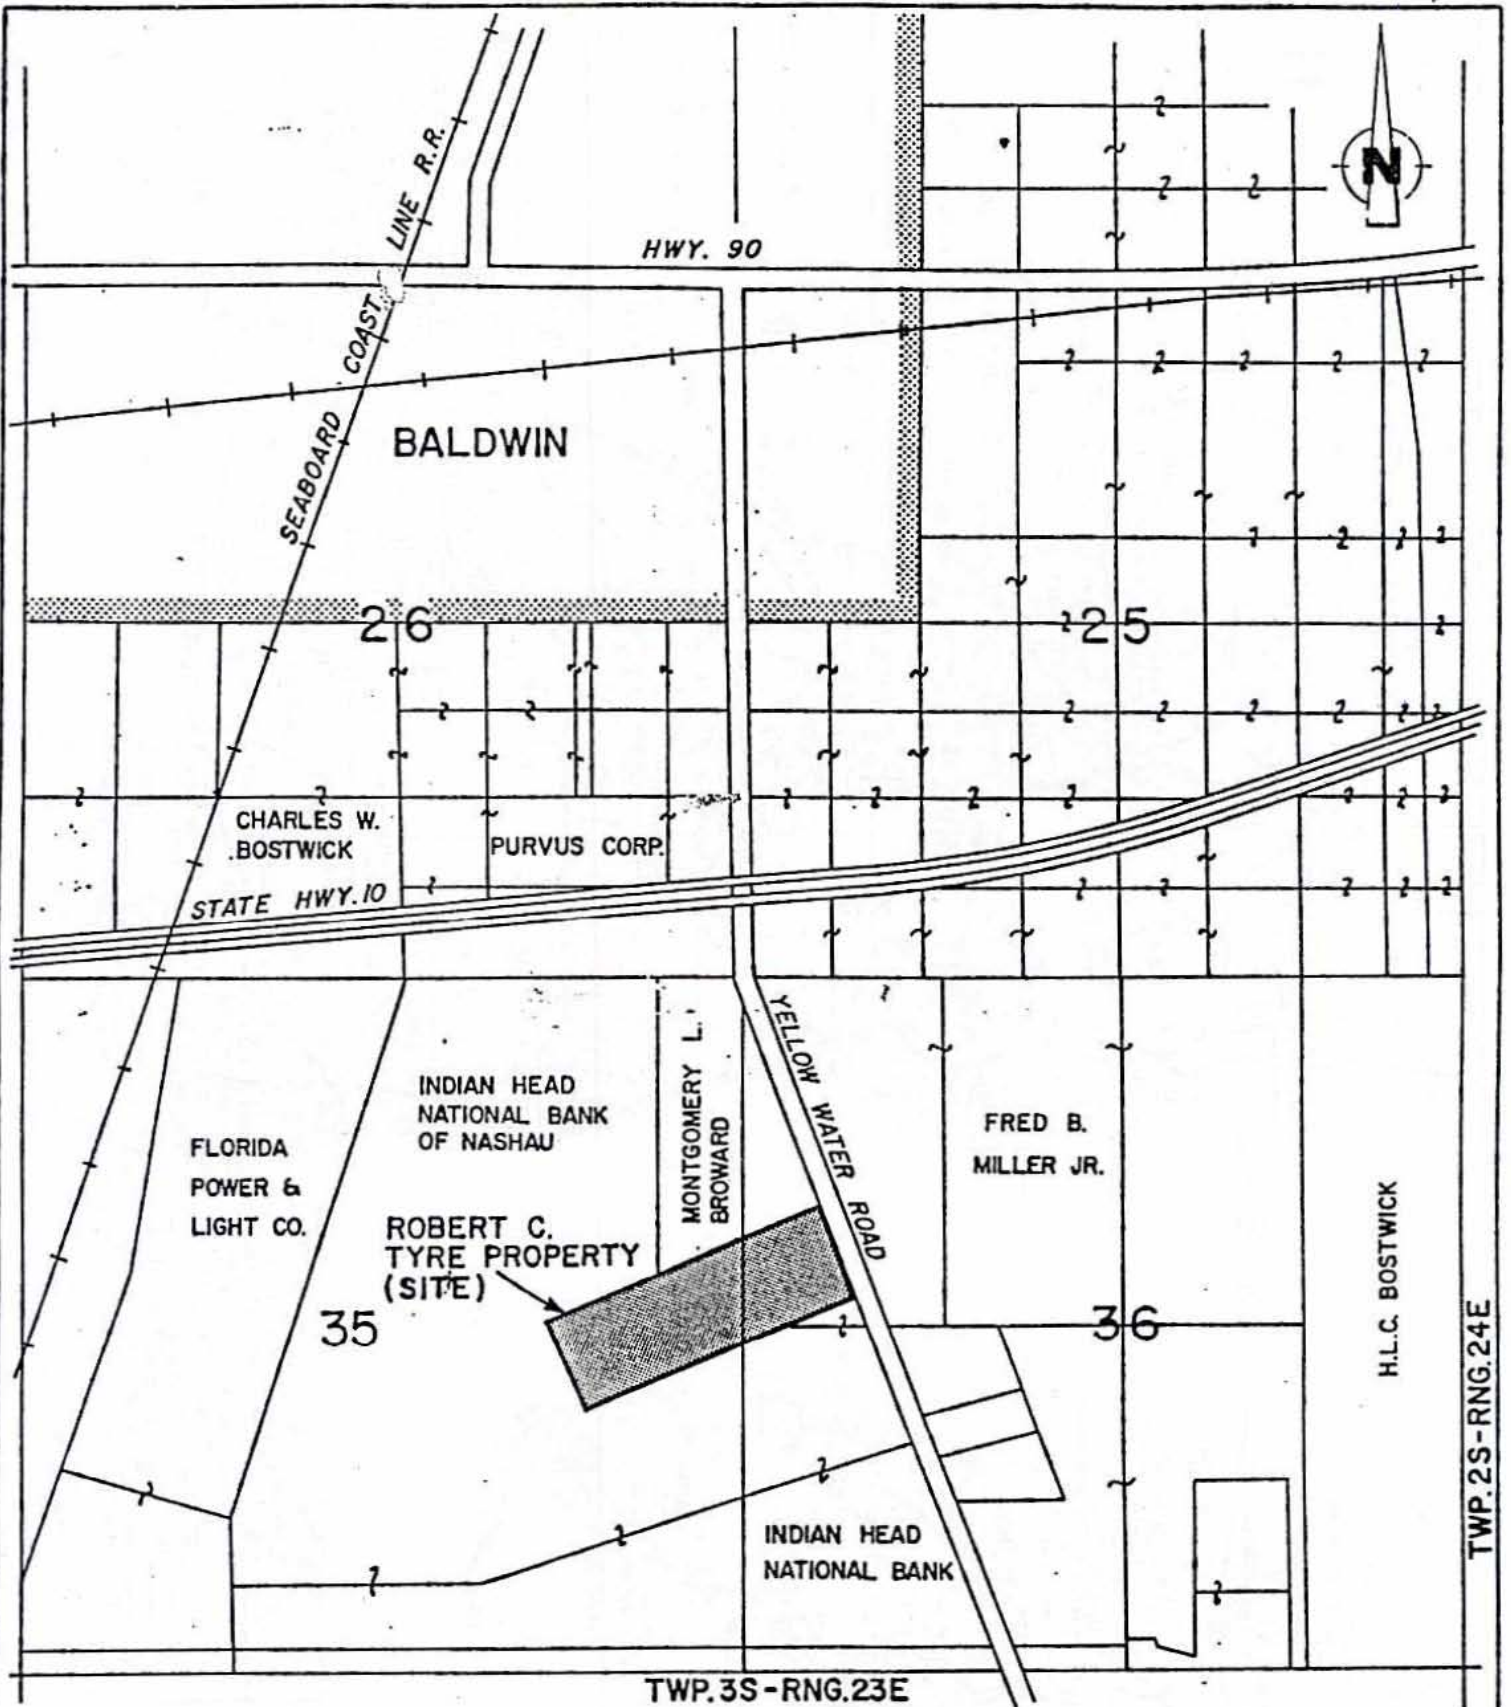 N
HWY. 90
SEABOARD COAST LINE R.R.
BALDWIN
26
25
CHARLES W.
BOSTWICK
PURVUS CORP.
STATE HWY. 10
YELLOW WATER ROAD
MONTGOMERY L.
BROWARD
INDIAN HEAD
NATIONAL BANK
OF NASHAU
FRED B.
MILLER JR.
FLORIDA
POWER &
LIGHT CO.
ROBERT C.
TYRE PROPERTY
(SITE)
35
36
H.L.C. BOSTWICK
TWP. 2S-RNG. 24E
INDIAN HEAD
NATIONAL BANK
TWP. 3S-RNG. 23E